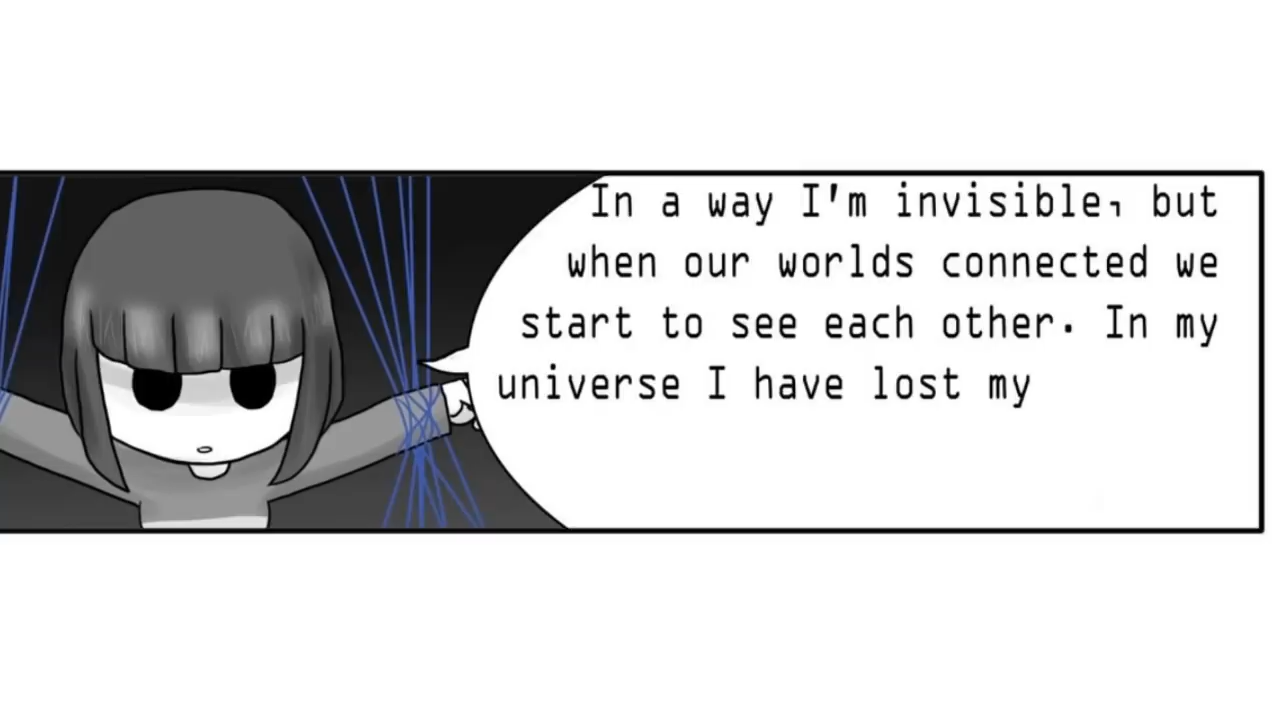 In a way I'm invisible, but
when our worlds connected we
start to see each other. In my
universe I have lost my